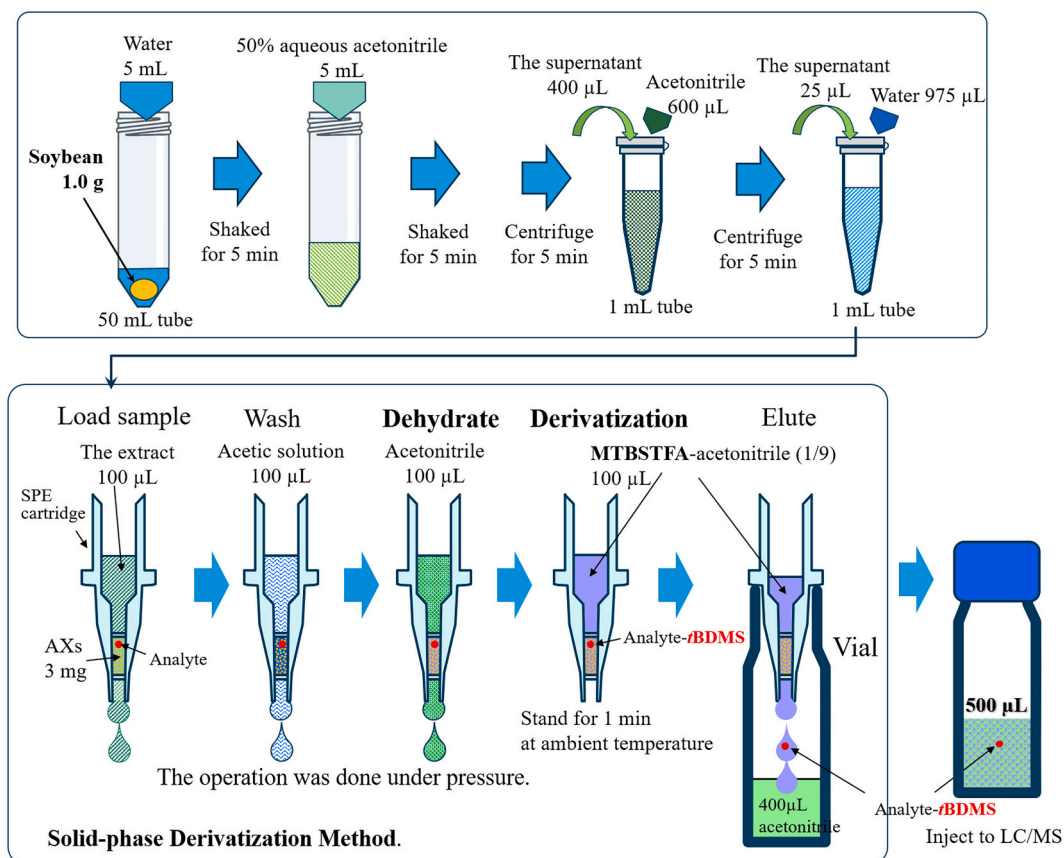 Water
5 mL
50% aqueous acetonitrile
5 mL
The supernatant
400 µL
Acetonitrile
600 µL
The supernatant
25 µL
Water 975 µL
Soybean
1.0 g
Shaked
for 5 min
Shaked
for 5 min
Centrifuge
for 5 min
Centrifuge
for 5 min
50 mL tube
1 mL tube
1 mL tube
Load sample
Wash
Dehydrate
Derivatization
Elute
The extract
100 µL
Acetic solution
100 µL
Acetonitrile
100 µL
MTBSTFA-acetonitrile (1/9)
100 µL
SPE
cartridge
AXs
3 mg
Analyte
Analyte-tBDMS
Vial
Stand for 1 min
at ambient temperature
500 µL
The operation was done under pressure.
400µL
acetonitrile
Analyte-tBDMS
Inject to LC/MS
Solid-phase Derivatization Method.